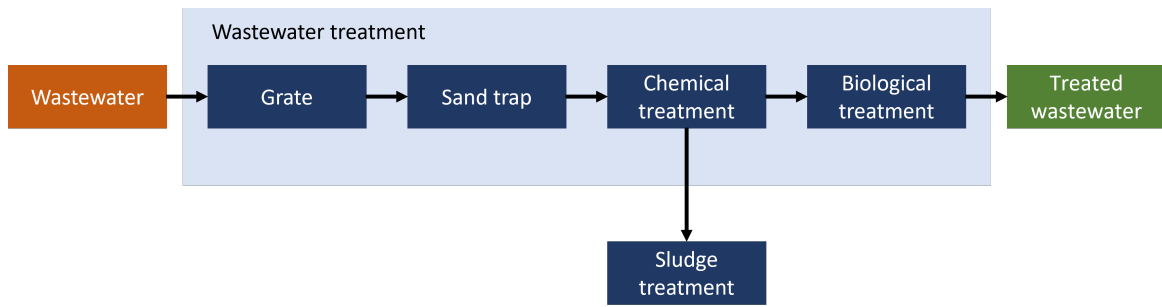 Wastewater treatment
Wastewater
Grate
Sand trap
Chemical
treatment
Biological
treatment
Treated
wastewater
Sludge
treatment